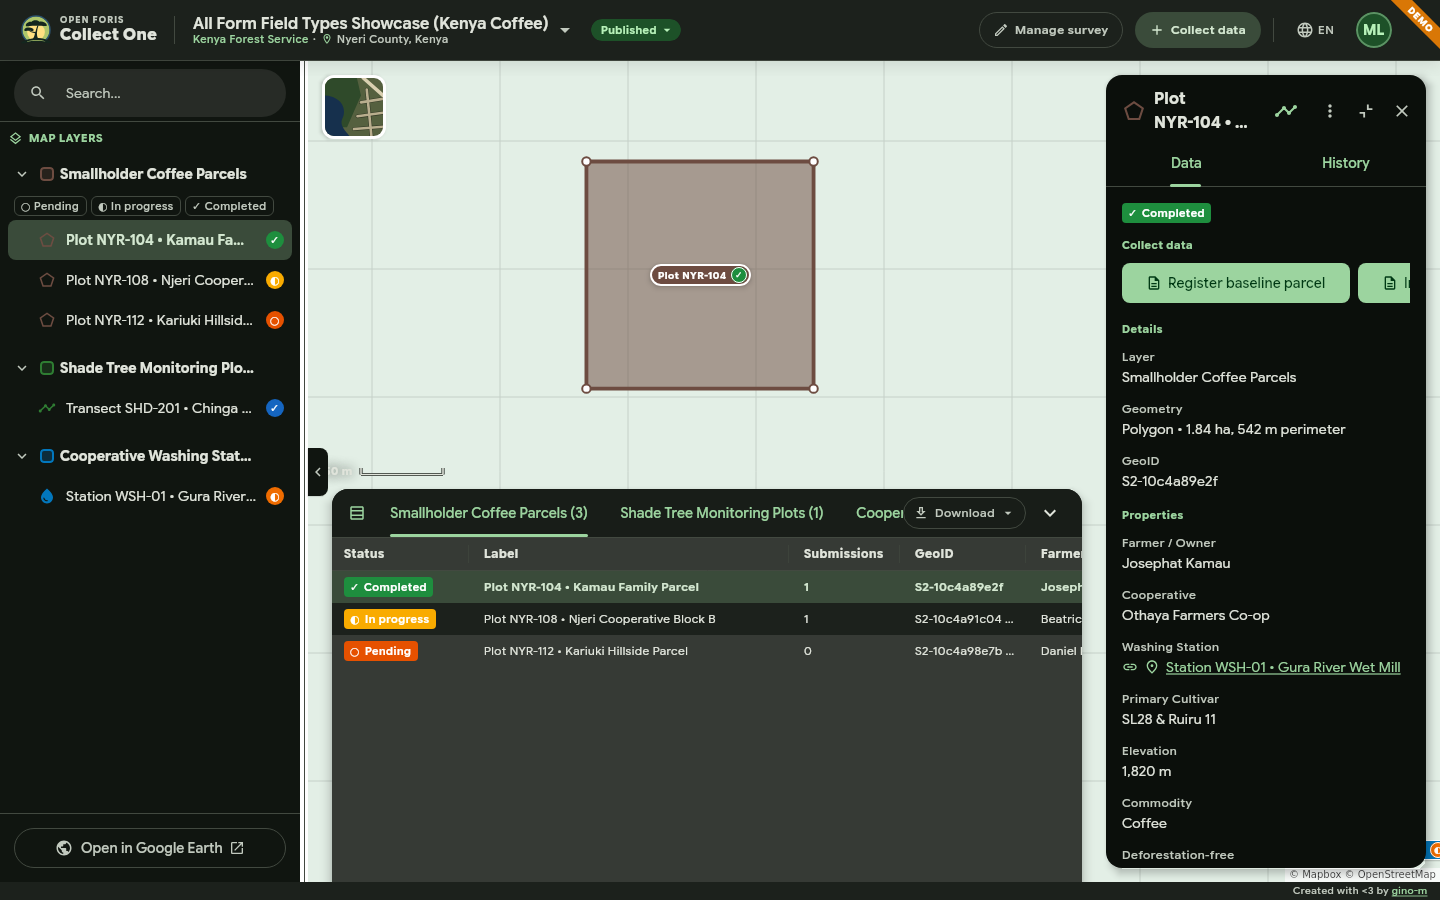 OPEN FORIS
Collect One
All Form Field Types Showcase (Kenya Coffee)
Kenya Forest Service · Nyeri County, Kenya
Published
Manage survey
Collect data
EN
ML
DEMO
Search...
MAP LAYERS
Smallholder Coffee Parcels
Pending
In progress
✓ Completed
Plot NYR-104 • Kamau Fa...
Plot NYR-108 • Njeri Cooper...
Plot NYR-112 • Kariuki Hillsid...
Shade Tree Monitoring Plo...
Transect SHD-201 • Chinga ...
Cooperative Washing Stat...
Station WSH-01 • Gura River...
Open in Google Earth
Plot NYR-104
Smallholder Coffee Parcels (3)
Shade Tree Monitoring Plots (1)
Cooper
Download
Status
Label
Submissions
GeoID
Farmer
✓ Completed
Plot NYR-104 • Kamau Family Parcel
1
S2-10c4a89e2f
Joseph
In progress
Plot NYR-108 • Njeri Cooperative Block B
1
S2-10c4a91c04 ...
Beatric
Pending
Plot NYR-112 • Kariuki Hillside Parcel
0
S2-10c4a98e7b ...
Daniel
Plot
NYR-104 • ...
Data
History
✓ Completed
Collect data
Register baseline parcel
Details
Layer
Smallholder Coffee Parcels
Geometry
Polygon • 1.84 ha, 542 m perimeter
GeoID
S2-10c4a89e2f
Properties
Farmer / Owner
Josephat Kamau
Cooperative
Othaya Farmers Co-op
Washing Station
Station WSH-01 • Gura River Wet Mill
Primary Cultivar
SL28 & Ruiru 11
Elevation
1,820 m
Commodity
Coffee
Deforestation-free
© Mapbox © OpenStreetMap
Created with <3 by gino-m